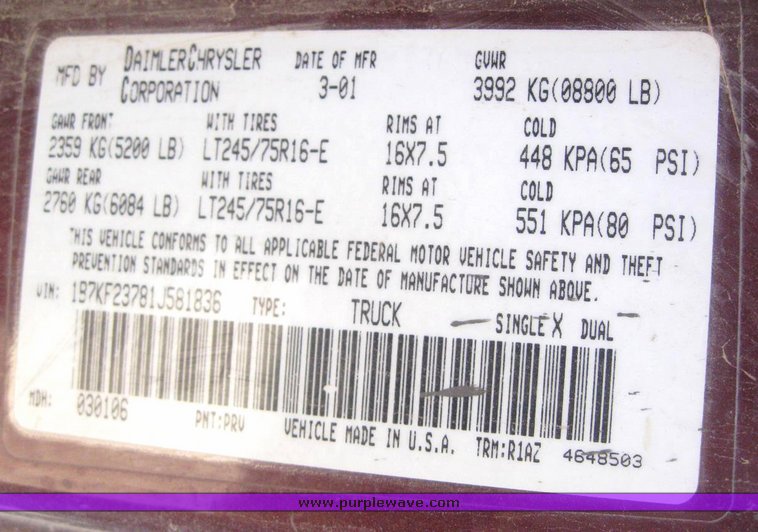 MFD BY DAIMLERCHRYSLER CORPORATION DATE OF MFR 3-01 GVWR 3992 KG(08800 LB)
GAWR FRONT WITH TIRES RIMS AT COLD
2359 KG(5200 LB) LT245/75R16-E 16X7.5 448 KPA(65 PSI)
GAWR REAR WITH TIRES RIMS AT COLD
2760 KG(6084 LB) LT245/75R16-E 16X7.5 551 KPA(80 PSI)
THIS VEHICLE CONFORMS TO ALL APPLICABLE FEDERAL MOTOR VEHICLE SAFETY AND THEFT
PREVENTION STANDARDS IN EFFECT ON THE DATE OF MANUFACTURE SHOWN ABOVE.
VIN: 1B7KF23781J581836 TYPE: TRUCK SINGLE X DUAL
MDH: 030106 PNT:PRV VEHICLE MADE IN U.S.A. TRM:R1AZ 4648503
www.purplewave.com